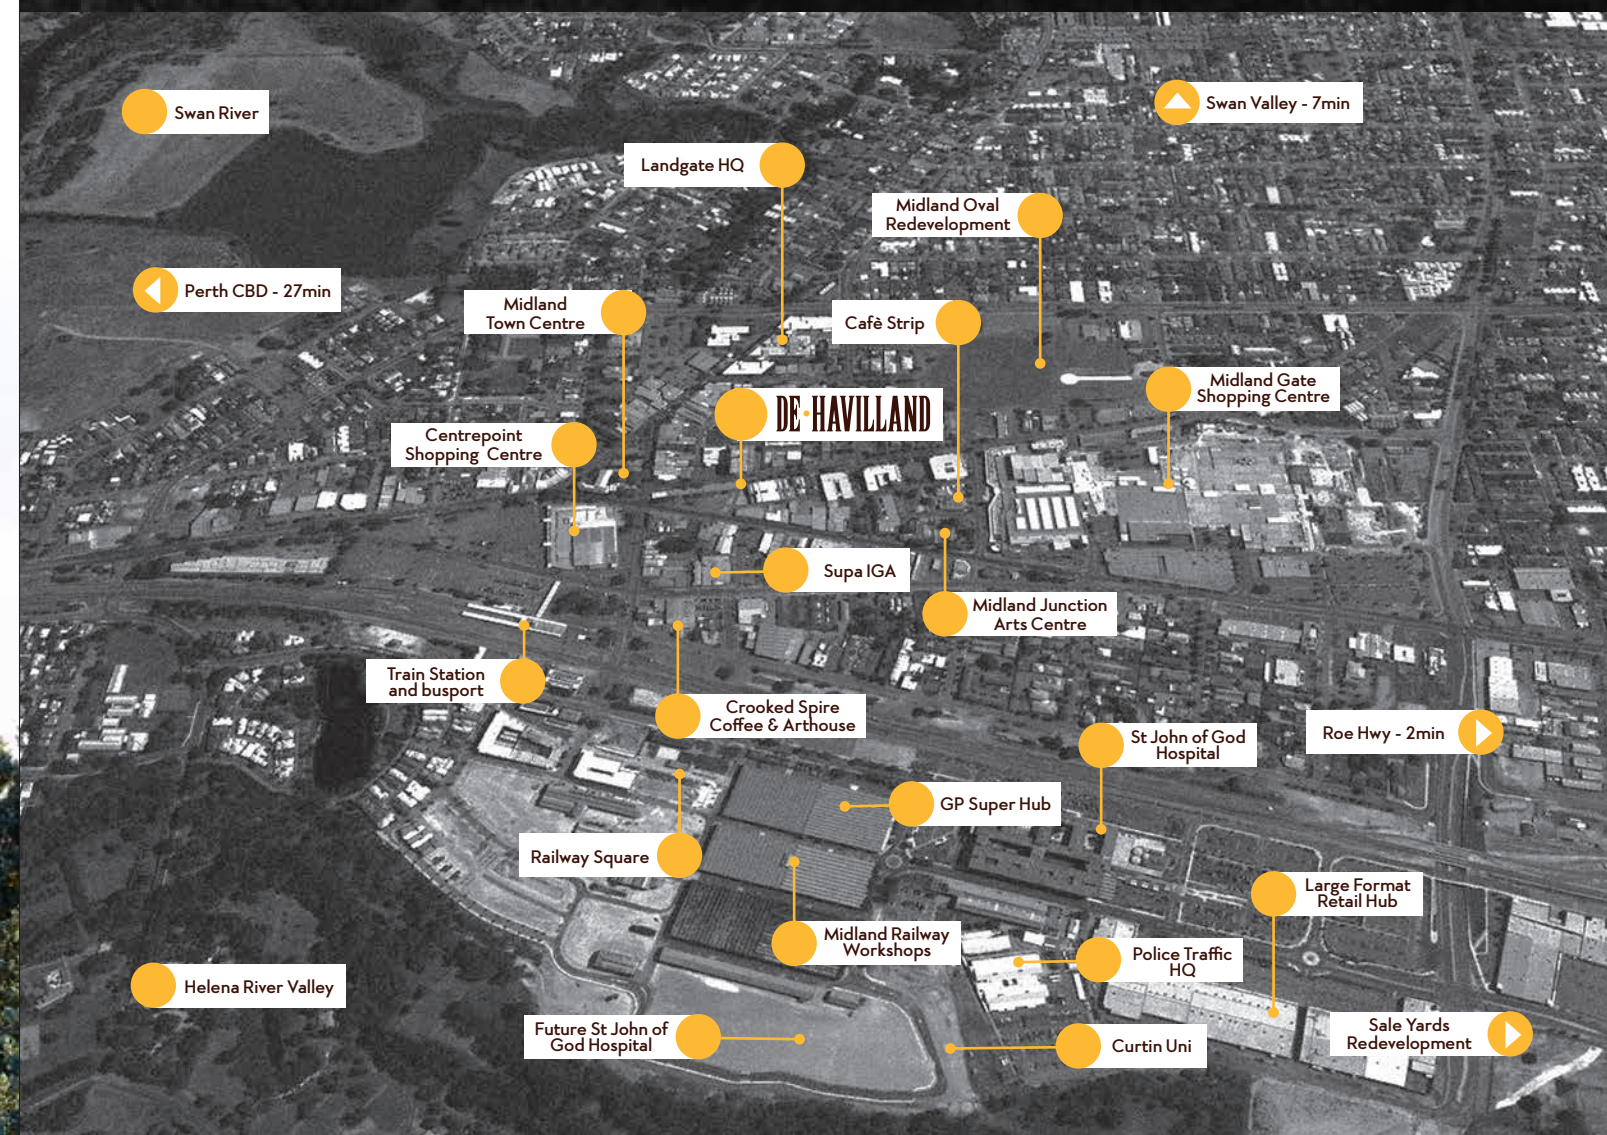 Swan River
Swan Valley - 7min
Landgate HQ
Midland Oval
Redevelopment
Perth CBD - 27min
Midland
Town Centre
Cafè Strip
Midland Gate
Shopping Centre
DE·HAVILLAND
Centrepoint
Shopping Centre
Supa IGA
Midland Junction
Arts Centre
Train Station
and busport
Crooked Spire
Coffee & Arthouse
St John of God
Hospital
Roe Hwy - 2min
GP Super Hub
Railway Square
Large Format
Retail Hub
Midland Railway
Workshops
Police Traffic
HQ
Helena River Valley
Future St John of
God Hospital
Curtin Uni
Sale Yards
Redevelopment